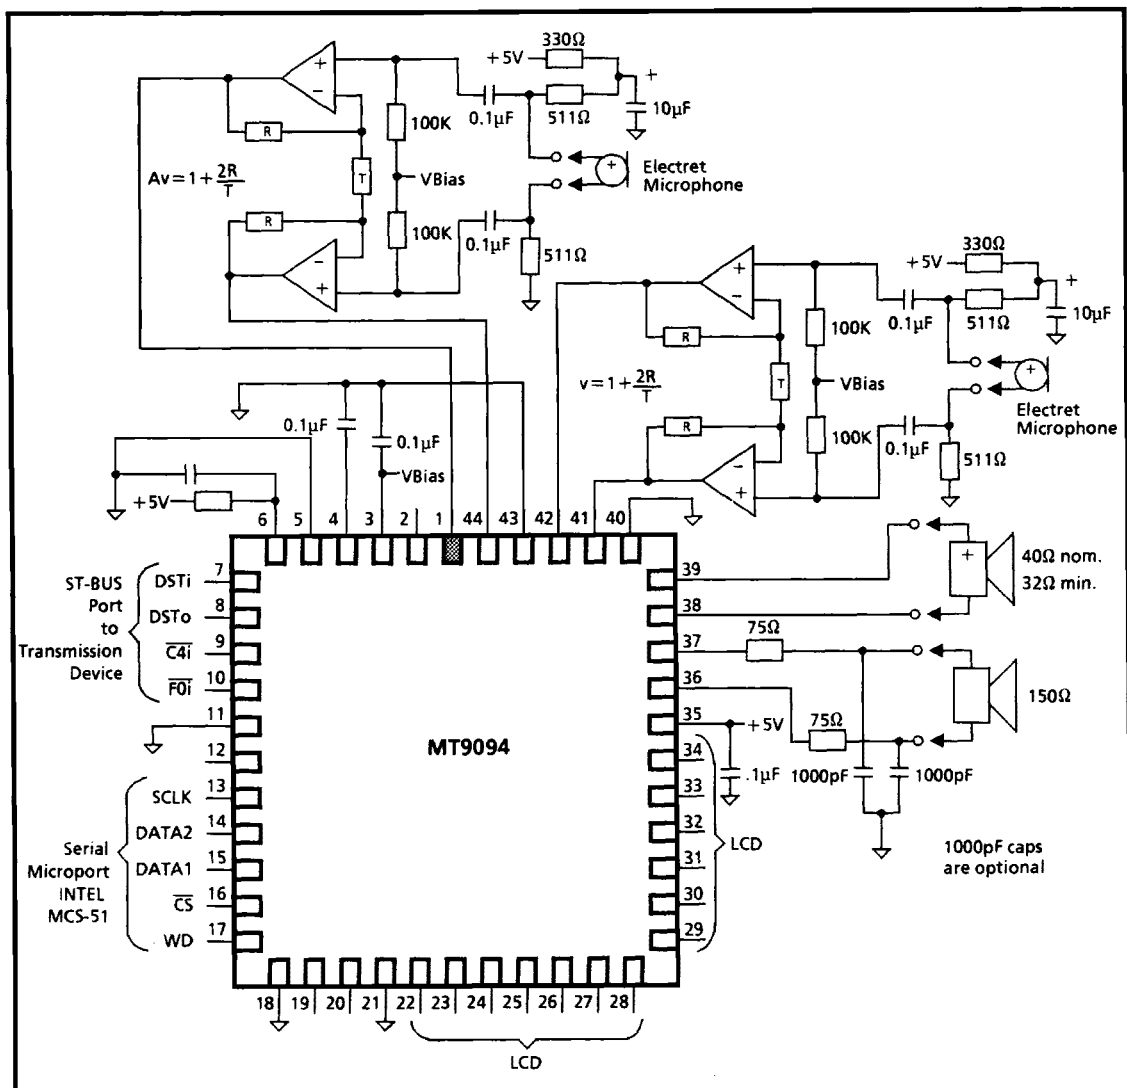 330Ω
+5V
+
+
−
0.1µF
511Ω
10µF
R
100K
+
Electret
Microphone
Av = 1 + 2R/T
T
VBias
R
100K
0.1µF
511Ω
−
+
330Ω
+5V
+
+
−
0.1µF
511Ω
10µF
R
100K
+
v = 1 + 2R/T
T
VBias
Electret
Microphone
R
100K
0.1µF
511Ω
−
+
0.1µF
0.1µF
VBias
+5V
6 5 4 3 2 1 44 43 42 41 40
ST-BUS
Port
to
Transmission
Device
7 DSTi
8 DSTo
9 C4i
10 F0i
11
12
Serial
Microport
INTEL
MCS-51
13 SCLK
14 DATA2
15 DATA1
16 CS
17 WD
MT9094
39
38
37
36
35
34
33
32
31
30
29
+
40Ω nom.
32Ω min.
75Ω
150Ω
75Ω
+5V
.1µF
1000pF
1000pF
LCD
1000pF caps
are optional
18 19 20 21 22 23 24 25 26 27 28
LCD